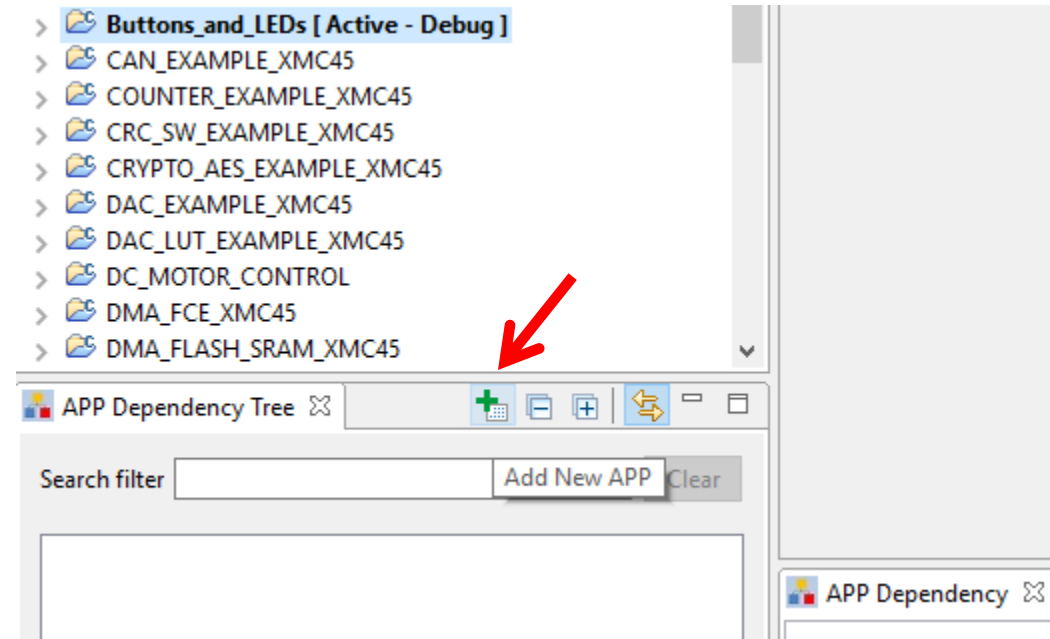 Buttons_and_LEDs [ Active - Debug ]
CAN_EXAMPLE_XMC45
COUNTER_EXAMPLE_XMC45
CRC_SW_EXAMPLE_XMC45
CRYPTO_AES_EXAMPLE_XMC45
DAC_EXAMPLE_XMC45
DAC_LUT_EXAMPLE_XMC45
DC_MOTOR_CONTROL
DMA_FCE_XMC45
DMA_FLASH_SRAM_XMC45
APP Dependency Tree
Search filter Add New APP Clear
APP Dependency